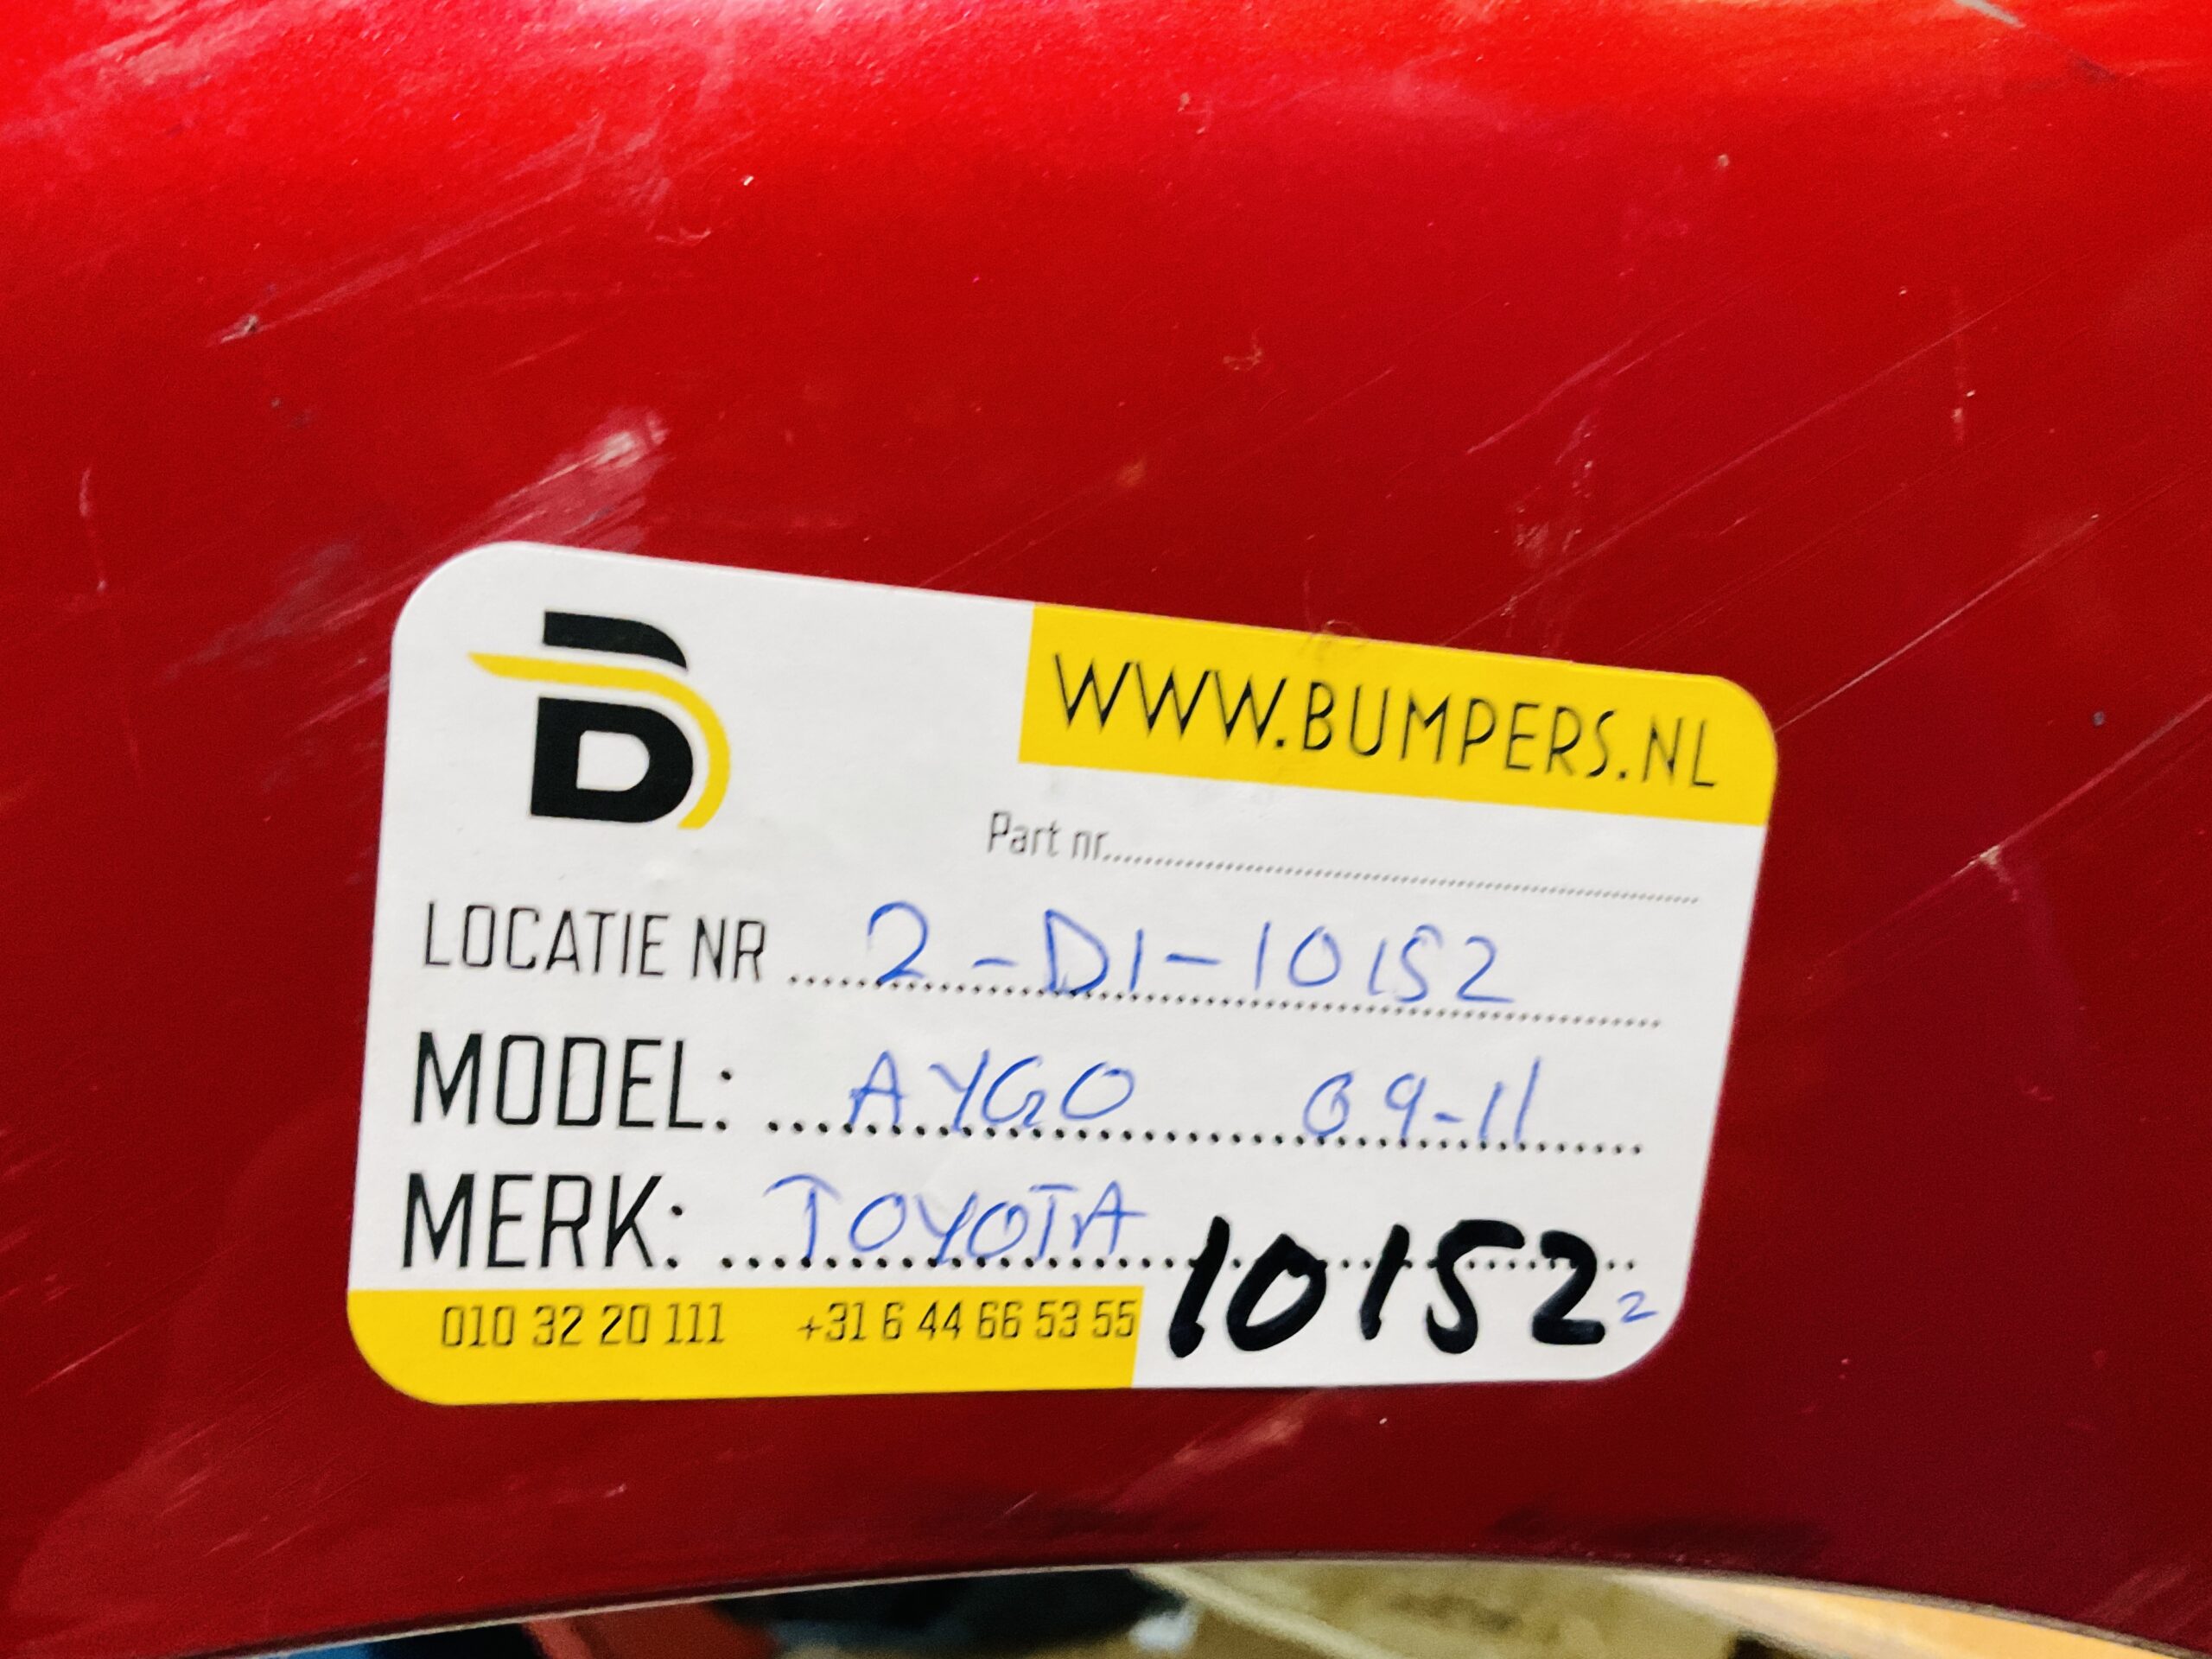 WWW.BUMPERS.NL
Part nr.
LOCATIE NR 2-D1-10152
MODEL: AYGO 09-11
MERK: TOYOTA
10152 2
010 32 20 111 +31 6 44 66 53 55